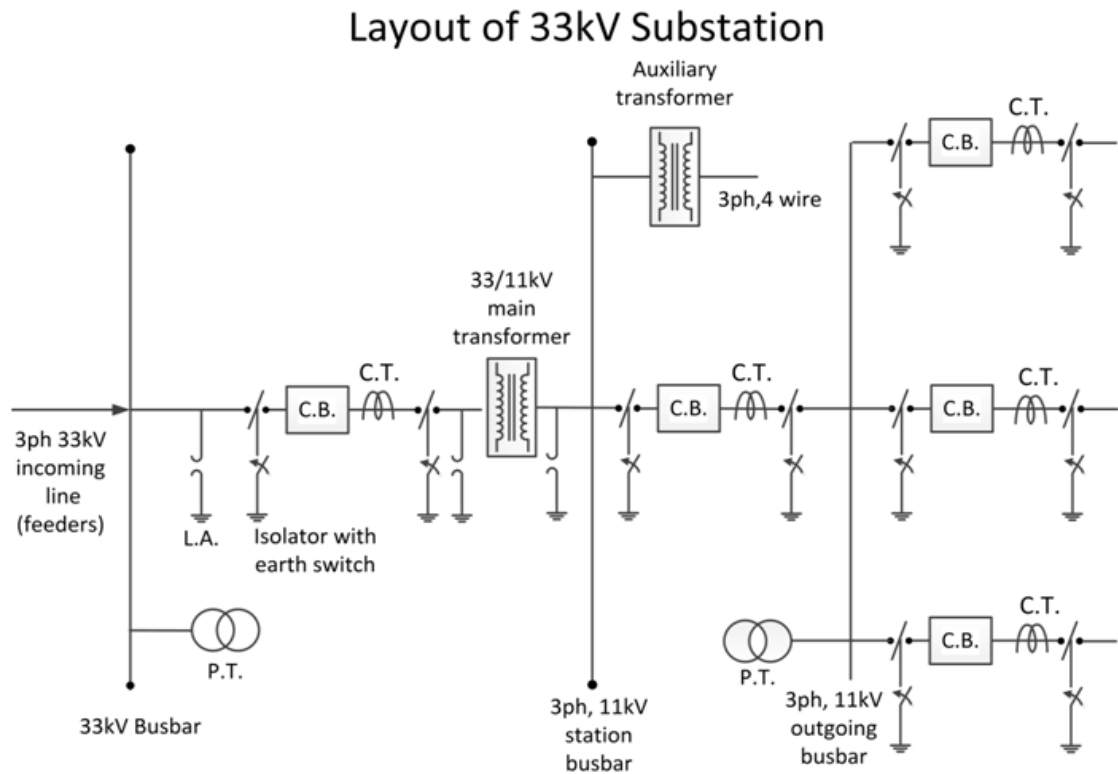 Layout of 33kV Substation
Auxiliary
transformer
C.T.
C.B.
3ph,4 wire
33/11kV
main
transformer
C.T.
C.B.
C.T.
C.B.
C.T.
C.B.
3ph 33kV
incoming
line
(feeders)
L.A.
Isolator with
earth switch
C.T.
C.B.
P.T.
P.T.
33kV Busbar
3ph, 11kV
station
busbar
3ph, 11kV
outgoing
busbar